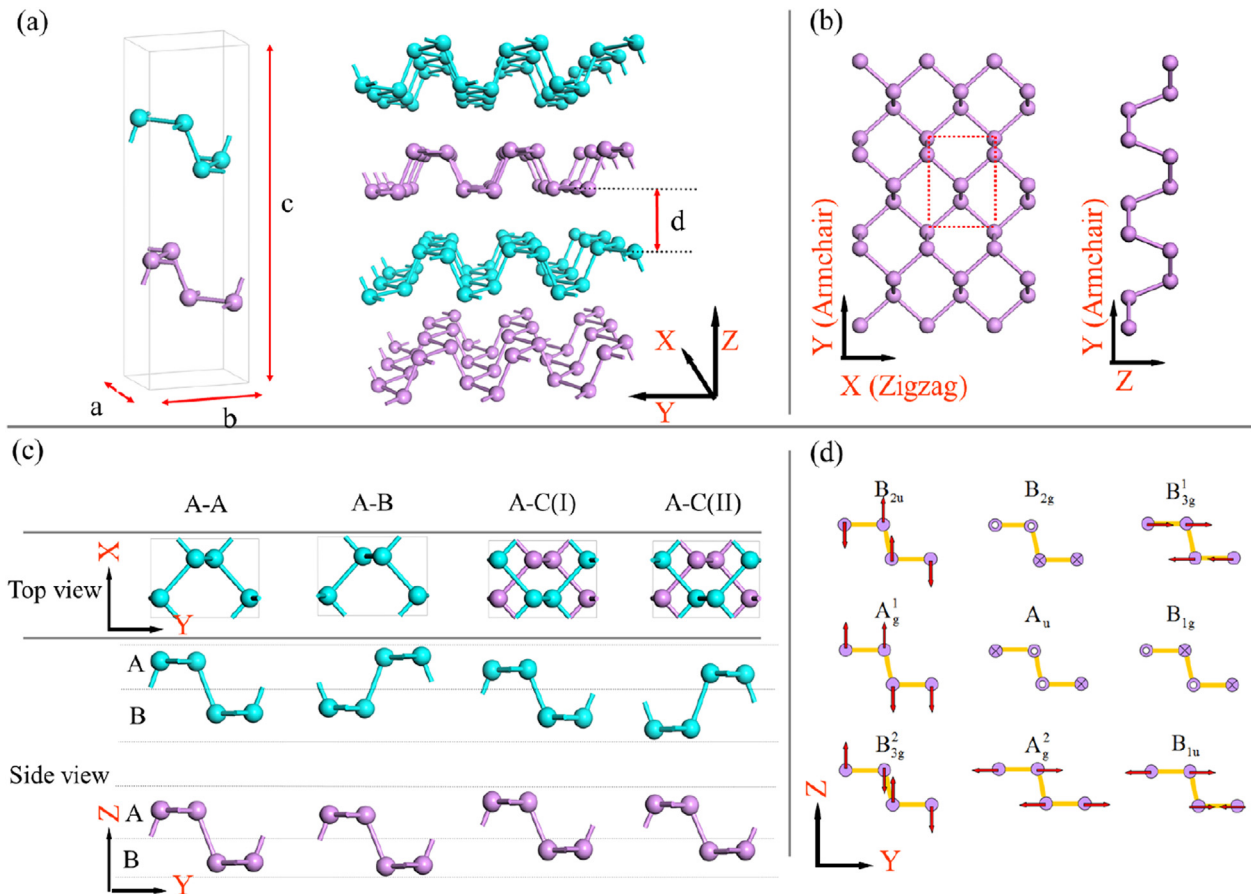 (a)
c
a
b
d
X
Z
Y
(b)
Y (Armchair)
X (Zigzag)
Y (Armchair)
Z
(c)
A-A
A-B
A-C(I)
A-C(II)
Top view
X
Y
A
B
Side view
A
B
Z
Y
(d)
B2u
B2g
B¹3g
A¹g
Au
B1g
B²3g
A²g
B1u
Z
Y